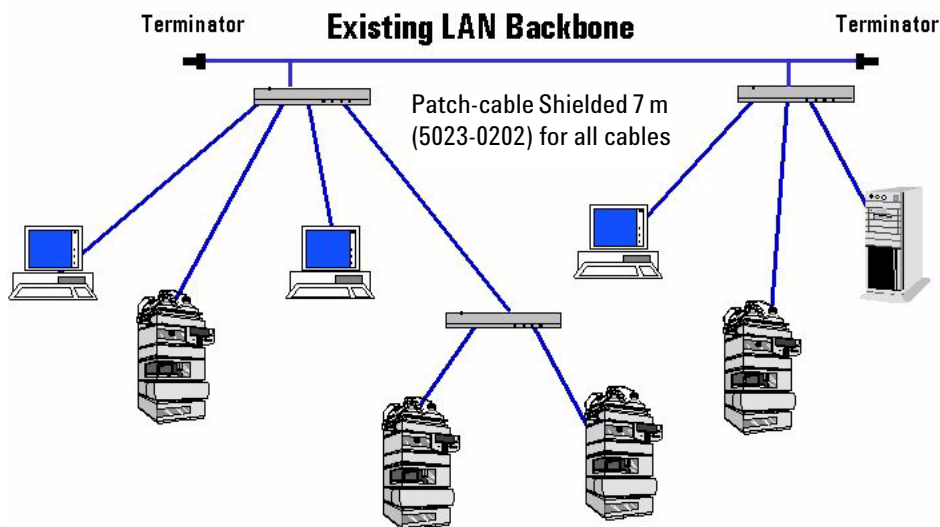 Terminator
Existing LAN Backbone
Terminator
Patch-cable Shielded 7 m
(5023-0202) for all cables